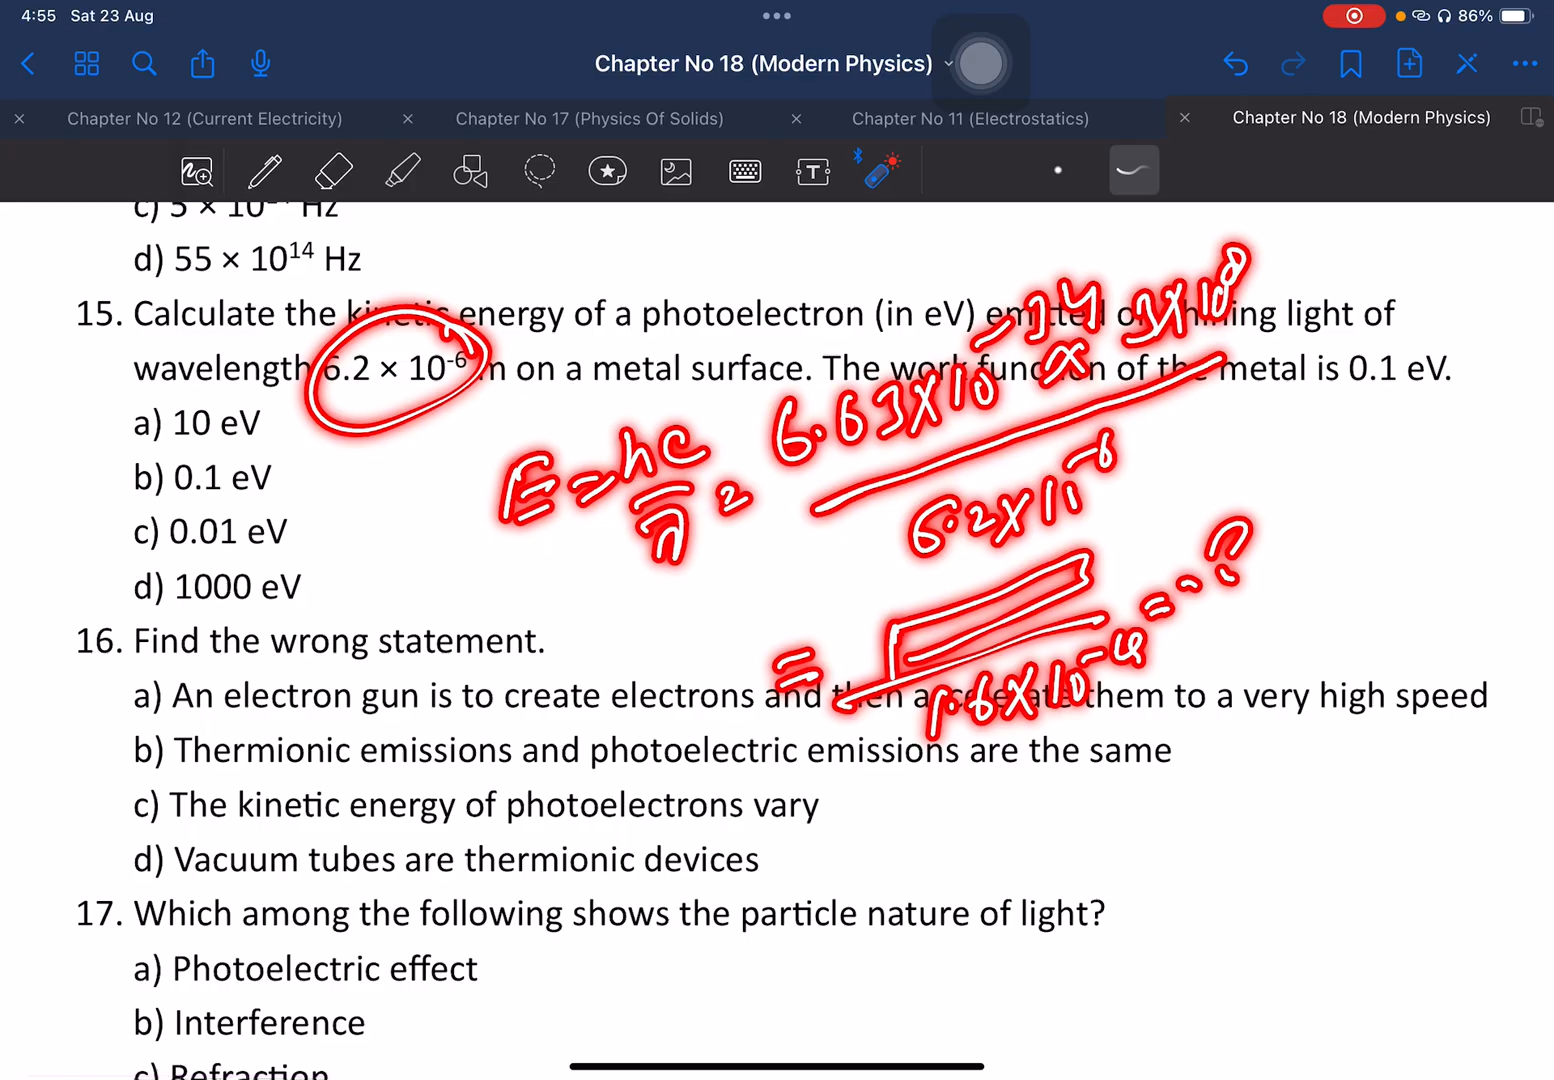 4:55 Sat 23 Aug
86%
Chapter No 18 (Modern Physics)
Chapter No 12 (Current Electricity)
Chapter No 17 (Physics Of Solids)
Chapter No 11 (Electrostatics)
Chapter No 18 (Modern Physics)
d) 55 × 10¹⁴ Hz
15. Calculate the kinetic energy of a photoelectron (in eV) emitted on shining light of
wavelength 6.2 × 10⁻⁶ m on a metal surface. The work function of the metal is 0.1 eV.
a) 10 eV
b) 0.1 eV
c) 0.01 eV
d) 1000 eV
E = hc/λ = 6.63×10⁻³⁴ × 3×10⁸
6.2×10⁻⁶
= 1.6×10⁻¹⁹ = ?
16. Find the wrong statement.
a) An electron gun is to create electrons and then accelerate them to a very high speed
b) Thermionic emissions and photoelectric emissions are the same
c) The kinetic energy of photoelectrons vary
d) Vacuum tubes are thermionic devices
17. Which among the following shows the particle nature of light?
a) Photoelectric effect
b) Interference
c) Refraction